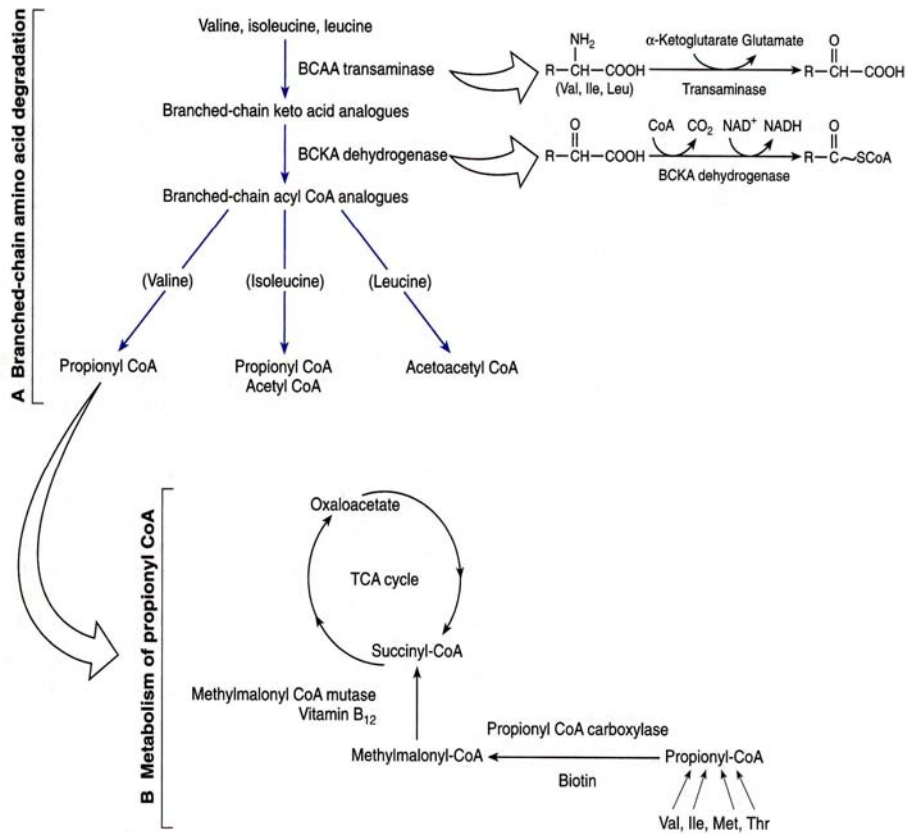 A Branched-chain amino acid degradation
Valine, isoleucine, leucine
BCAA transaminase
Branched-chain keto acid analogues
BCKA dehydrogenase
Branched-chain acyl CoA analogues
(Valine)
(Isoleucine)
(Leucine)
Propionyl CoA
Propionyl CoA
Acetyl CoA
Acetoacetyl CoA
NH₂
R—CH—COOH
(Val, Ile, Leu)
α-Ketoglutarate Glutamate
Transaminase
O
R—C—COOH
O
R—C—COOH
CoA CO₂ NAD⁺ NADH
BCKA dehydrogenase
O
R—C~SCoA
B Metabolism of propionyl CoA
Oxaloacetate
TCA cycle
Succinyl-CoA
Methylmalonyl CoA mutase
Vitamin B₁₂
Methylmalonyl-CoA
Propionyl CoA carboxylase
Biotin
Propionyl-CoA
Val, Ile, Met, Thr